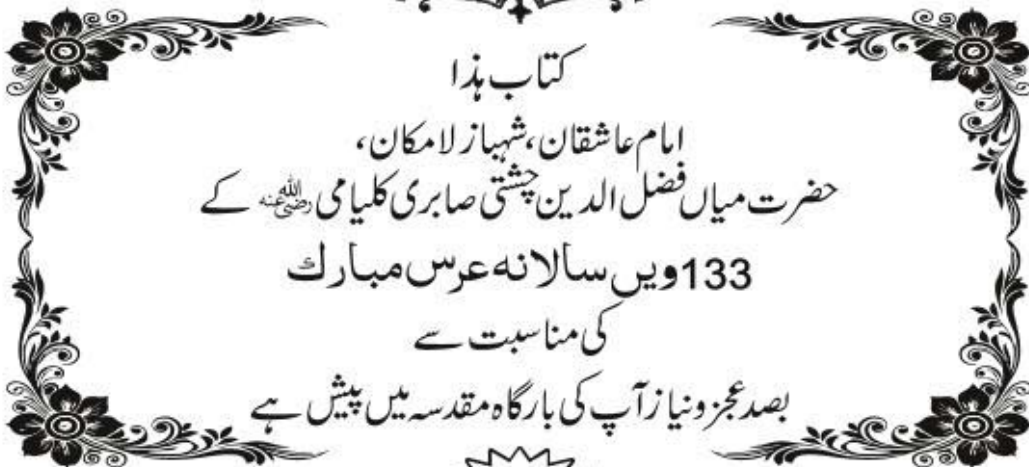 کتاب ہذا
امام عاشقان، شہباز لامکان،
حضرت میاں فضل الدین چشتی صابری کلیامی رضی اللہ عنہ کے
133ویں سالانہ عرس مبارك
کی مناسبت سے
بصد عجز و نیاز آپ کی بارگاہ مقدسہ میں پیش ہے